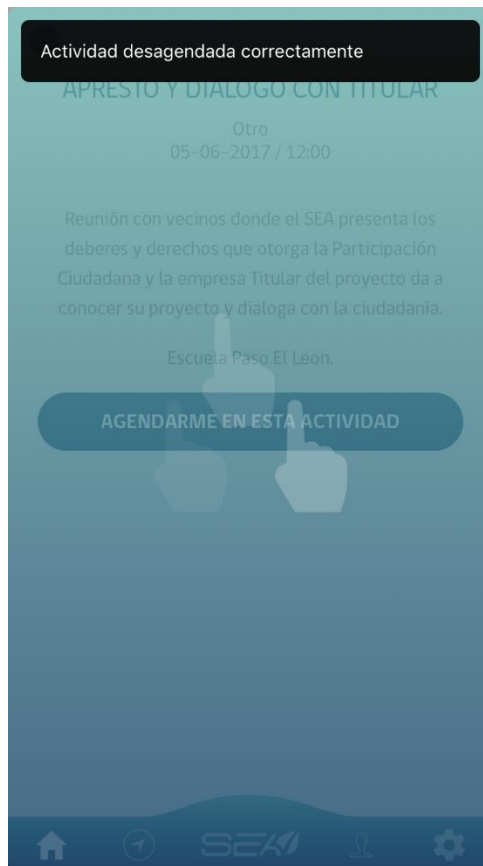 Actividad desagendada correctamente
APRESTO Y DIALOGO CON TITULAR
Otro
05-06-2017 / 12:00
Reunión con vecinos donde el SEA presenta los
deberes y derechos que otorga la Participación
Ciudadana y la empresa Titular del proyecto da a
conocer su proyecto y dialoga con la ciudadanía.
Escuela Paso El Leon.
AGENDARME EN ESTA ACTIVIDAD
SEA